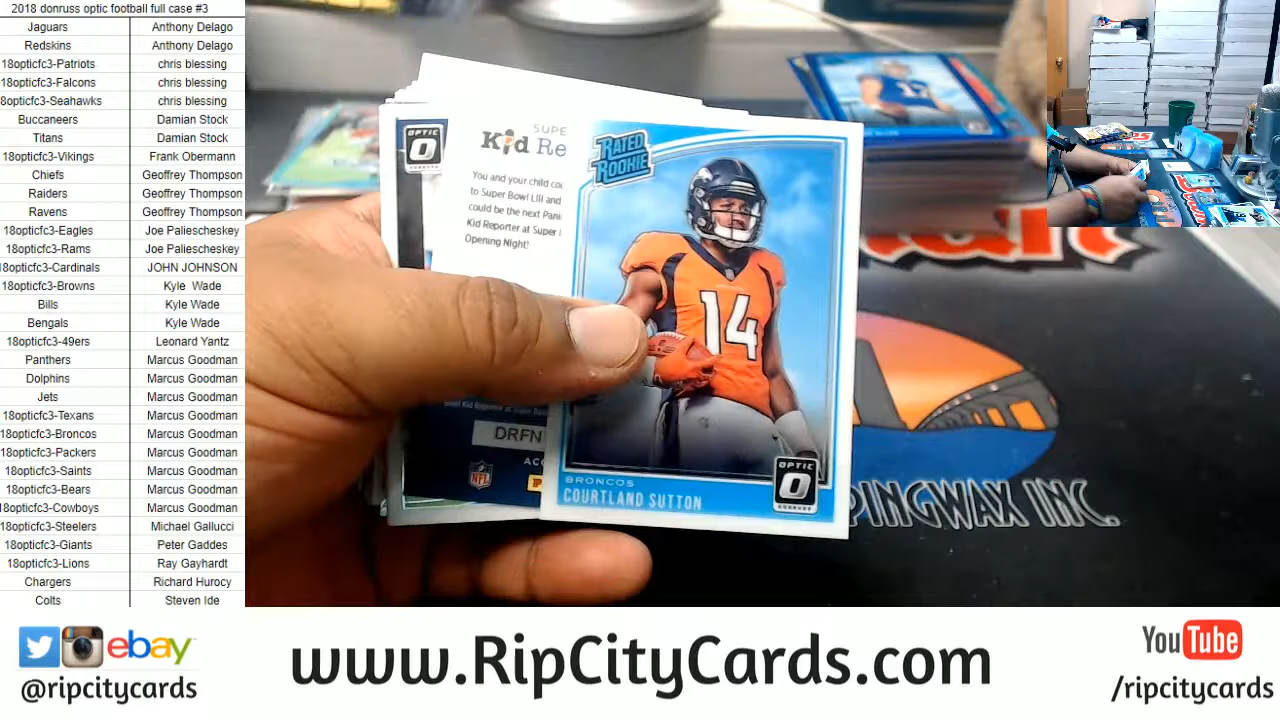 2018 donruss optic football full case #3
Jaguars Anthony Delago
Redskins Anthony Delago
18opticfc3-Patriots chris blessing
18opticfc3-Falcons chris blessing
8opticfc3-Seahawks chris blessing
Buccaneers Damian Stock
Titans Damian Stock
18opticfc3-Vikings Frank Obermann
Chiefs Geoffrey Thompson
Raiders Geoffrey Thompson
Ravens Geoffrey Thompson
18opticfc3-Eagles Joe Paliescheskey
18opticfc3-Rams Joe Paliescheskey
8opticfc3-Cardinals JOHN JOHNSON
18opticfc3-Browns Kyle Wade
Bills Kyle Wade
Bengals Kyle Wade
18opticfc3-49ers Leonard Yantz
Panthers Marcus Goodman
Dolphins Marcus Goodman
Jets Marcus Goodman
18opticfc3-Texans Marcus Goodman
18opticfc3-Broncos Marcus Goodman
18opticfc3-Packers Marcus Goodman
18opticfc3-Saints Marcus Goodman
18opticfc3-Bears Marcus Goodman
18opticfc3-Cowboys Marcus Goodman
18opticfc3-Steelers Michael Gallucci
18opticfc3-Giants Peter Gaddes
18opticfc3-Lions Ray Gayhardt
Chargers Richard Hurocy
Colts Steven Ide
OPTIC
SUPE
Kid Re
You and your child co
to Super Bowl LIII and
could be the next Pani
Kid Reporter at Super
Opening Night!
DRFN
ACC
NFL
P
RATED
ROOKIE
14
BRONCOS
COURTLAND SUTTON
OPTIC
DONRUSS
17
PINGWAX INC.
ebay
@ripcitycards
www.RipCityCards.com
YouTube
/ripcitycards